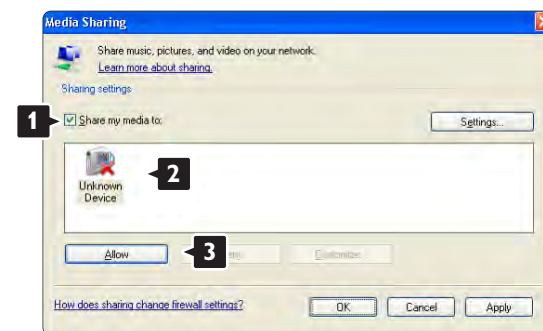 Media Sharing
Share music, pictures, and video on your network.
Learn more about sharing.
Sharing settings
1
Share my media to:
Settings...
2
Unknown
Device
Allow
3
Customize...
How does sharing change firewall settings?
OK
Cancel
Apply